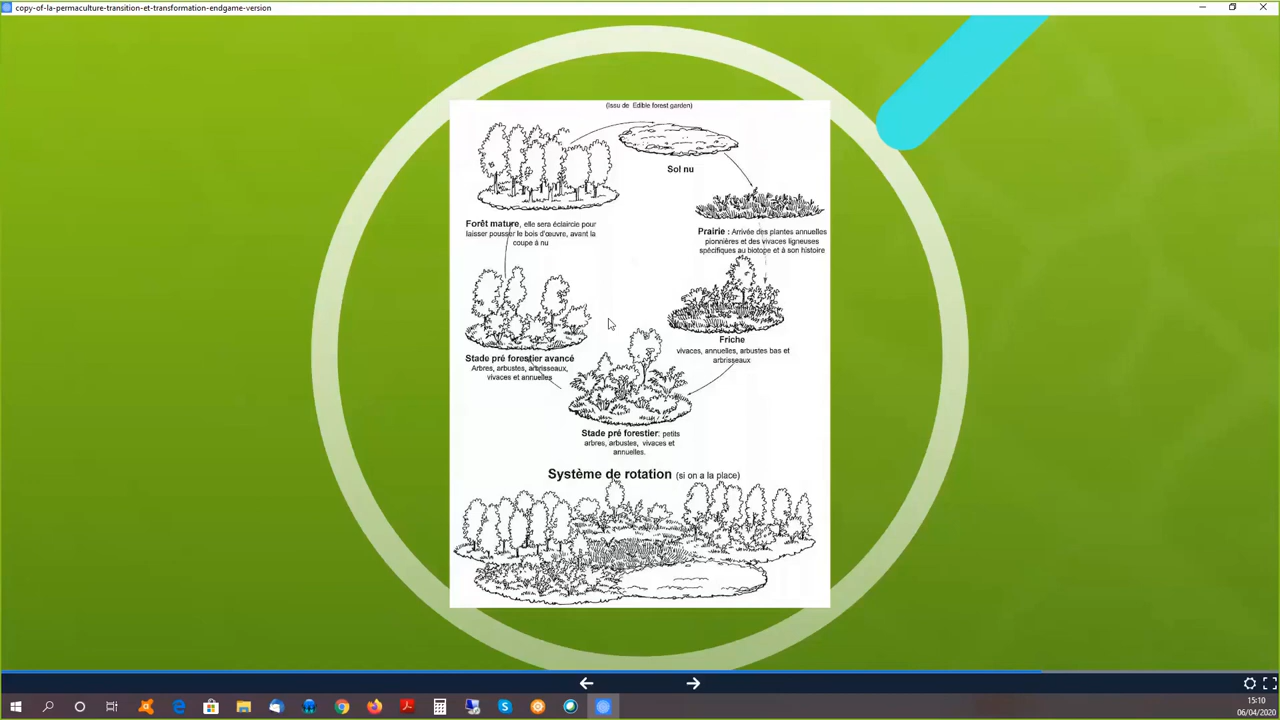 copy-of-la-permaculture-transition-et-transformation-endgame-version
(Issu de Edible forest garden)
Sol nu
Forêt mature, elle sera éclaircie pour
laisser pousser le bois d'œuvre, avant la
coupe à nu
Prairie : Arrivée des plantes annuelles
pionnières et des vivaces ligneuses
spécifiques au biotope et à son histoire
Friche
vivaces, annuelles, arbustes bas et
arbrisseaux
Stade pré forestier avancé
Arbres, arbustes, arbrisseaux,
vivaces et annuelles
Stade pré forestier: petits
arbres, arbustes, vivaces et
annuelles.
Système de rotation (si on a la place)
15:10
06/04/2020